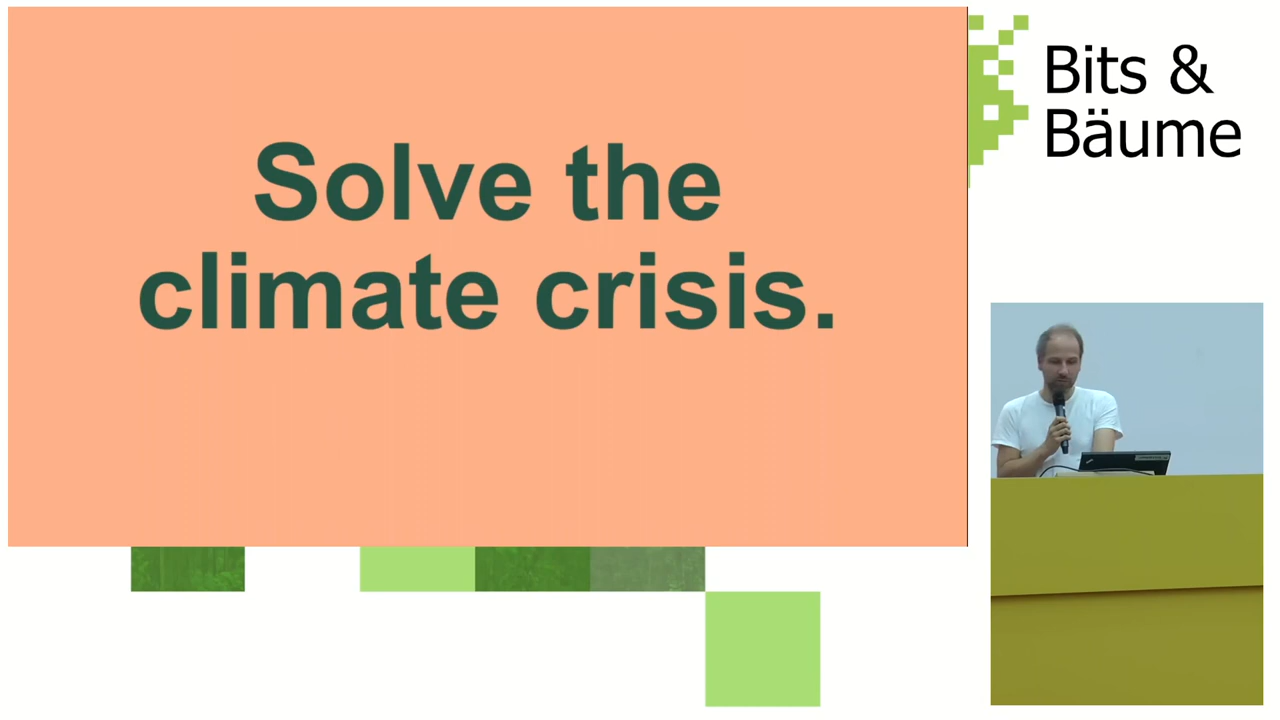 Solve the
climate crisis.
Bits &
Bäume